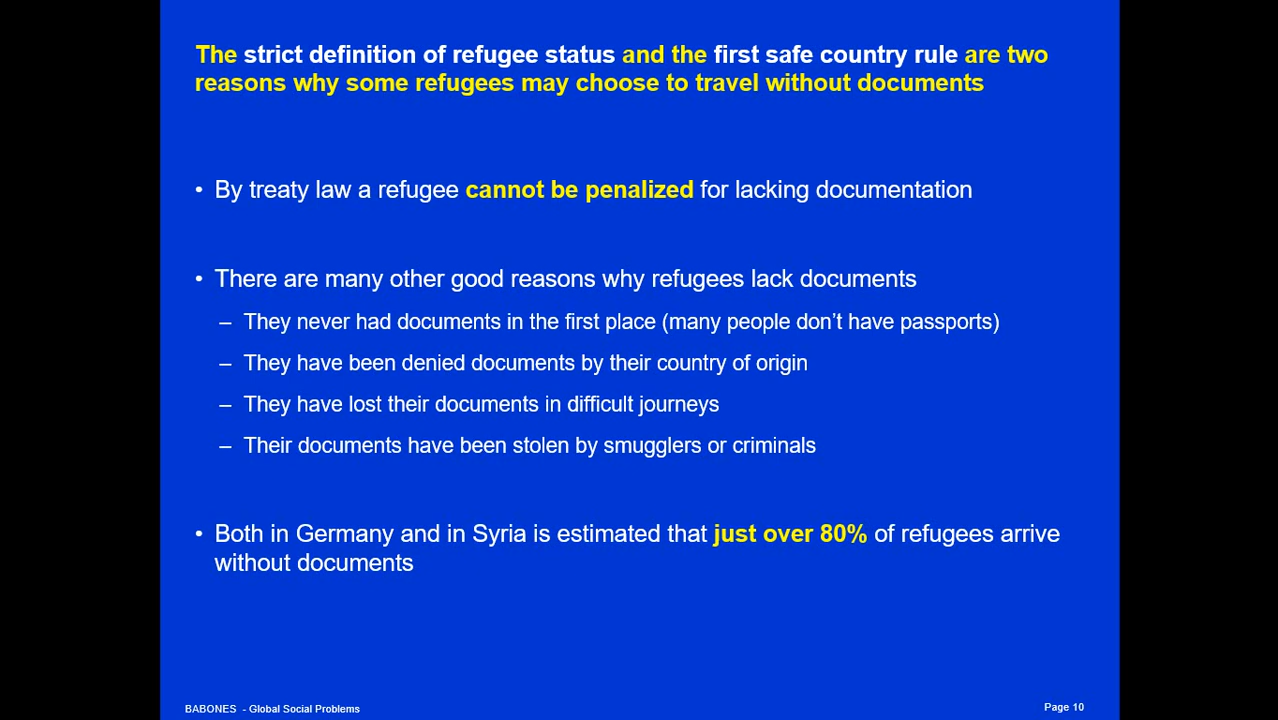 The strict definition of refugee status and the first safe country rule are two
reasons why some refugees may choose to travel without documents
• By treaty law a refugee cannot be penalized for lacking documentation
• There are many other good reasons why refugees lack documents
– They never had documents in the first place (many people don’t have passports)
– They have been denied documents by their country of origin
– They have lost their documents in difficult journeys
– Their documents have been stolen by smugglers or criminals
• Both in Germany and in Syria is estimated that just over 80% of refugees arrive
without documents
BABONES - Global Social Problems
Page 10